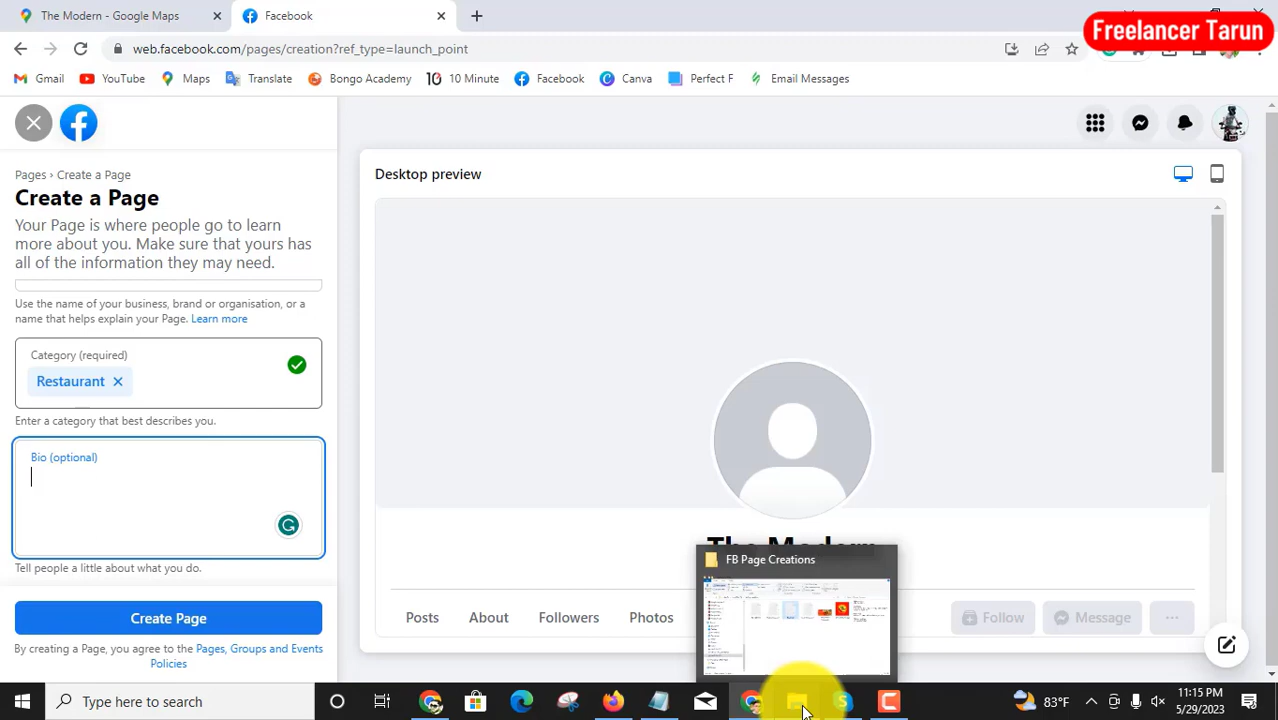 The Modern - Google Maps
Facebook
Freelancer Tarun
web.facebook.com/pages/creation?ref_type=launch_point
Gmail
YouTube
Maps
Translate
Bongo Academy
10 Minute
Facebook
Canva
Perfect F
Email Messages
Pages › Create a Page
Create a Page
Your Page is where people go to learn
more about you. Make sure that yours has
all of the information they may need.
Use the name of your business, brand or organisation, or a
name that helps explain your Page. Learn more
Category (required)
Restaurant
Enter a category that best describes you.
Bio (optional)
Tell people a little about what you do.
Create Page
By creating a Page, you agree to the Pages, Groups and Events
Policies
Desktop preview
The Modern
FB Page Creations
Posts
About
Followers
Photos
Follow
Message
Type here to search
83°F
11:15 PM
5/29/2023